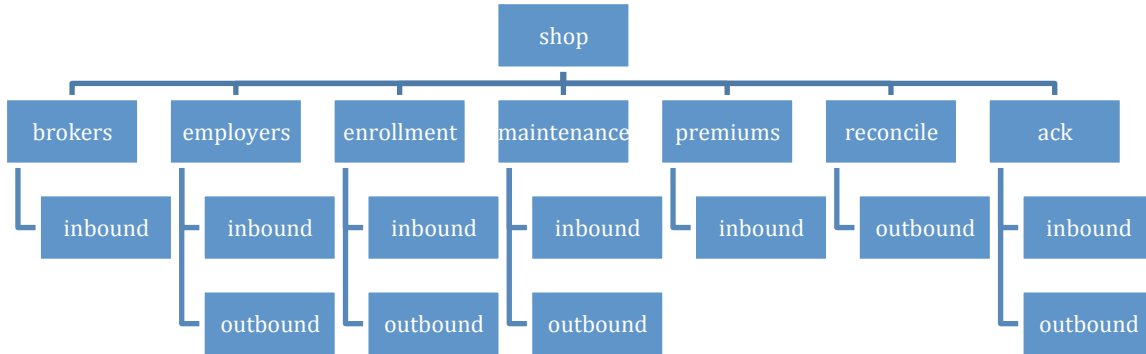 shop
brokers
employers
enrollment
maintenance
premiums
reconcile
ack
inbound
inbound
inbound
inbound
inbound
outbound
inbound
outbound
outbound
outbound
outbound